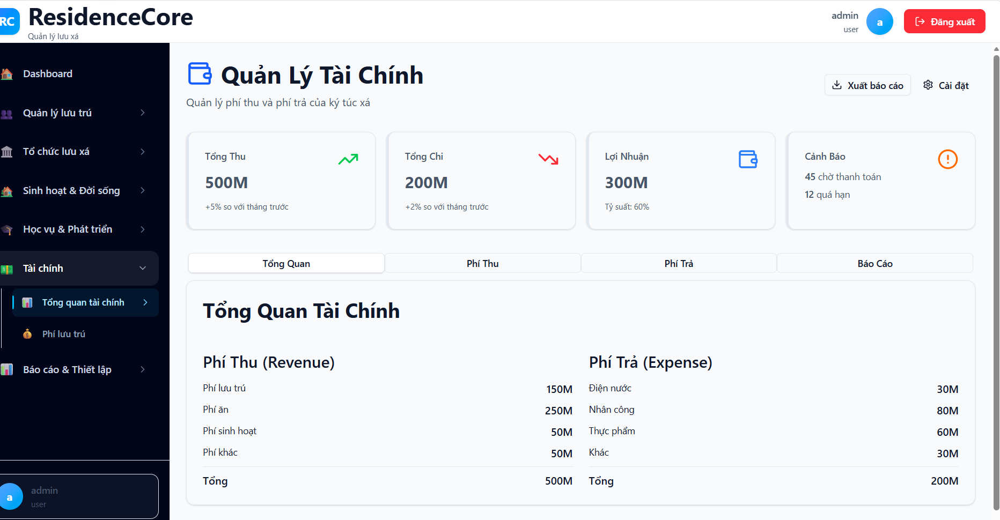 RC
ResidenceCore
Quản lý lưu xá
admin
user
a
Đăng xuất
Dashboard
Quản lý lưu trú
Tổ chức lưu xá
Sinh hoạt & Đời sống
Học vụ & Phát triển
Tài chính
Tổng quan tài chính
Phí lưu trú
Báo cáo & Thiết lập
a
admin
user
Quản Lý Tài Chính
Quản lý phí thu và phí trả của ký túc xá
Xuất báo cáo
Cài đặt
Tổng Thu
500M
+5% so với tháng trước
Tổng Chi
200M
+2% so với tháng trước
Lợi Nhuận
300M
Tỷ suất: 60%
Cảnh Báo
45 chờ thanh toán
12 quá hạn
Tổng Quan
Phí Thu
Phí Trả
Báo Cáo
Tổng Quan Tài Chính
Phí Thu (Revenue)
Phí lưu trú 150M
Phí ăn 250M
Phí sinh hoạt 50M
Phí khác 50M
Tổng 500M
Phí Trả (Expense)
Điện nước 30M
Nhân công 80M
Thực phẩm 60M
Khác 30M
Tổng 200M